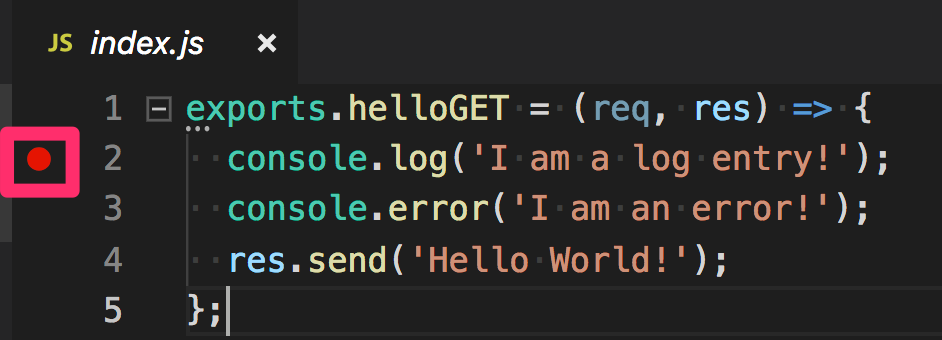 JS index.js ×
1 exports.helloGET = (req, res) => {
2 console.log('I am a log entry!');
3 console.error('I am an error!');
4 res.send('Hello World!');
5 };